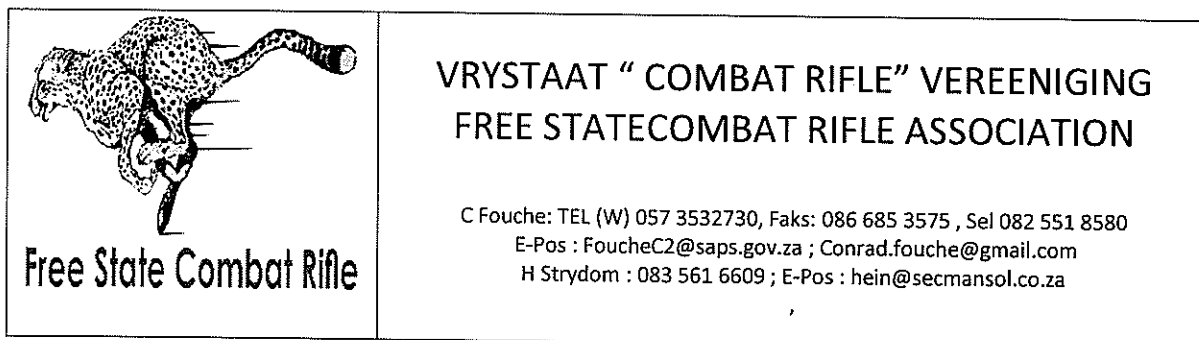 Free State Combat Rifle
VRYSTAAT “ COMBAT RIFLE” VEREENIGING
FREE STATECOMBAT RIFLE ASSOCIATION
C Fouche: TEL (W) 057 3532730, Faks: 086 685 3575 , Sel 082 551 8580
E-Pos : FoucheC2@saps.gov.za ; Conrad.fouche@gmail.com
H Strydom : 083 561 6609 ; E-Pos : hein@secmansol.co.za
,